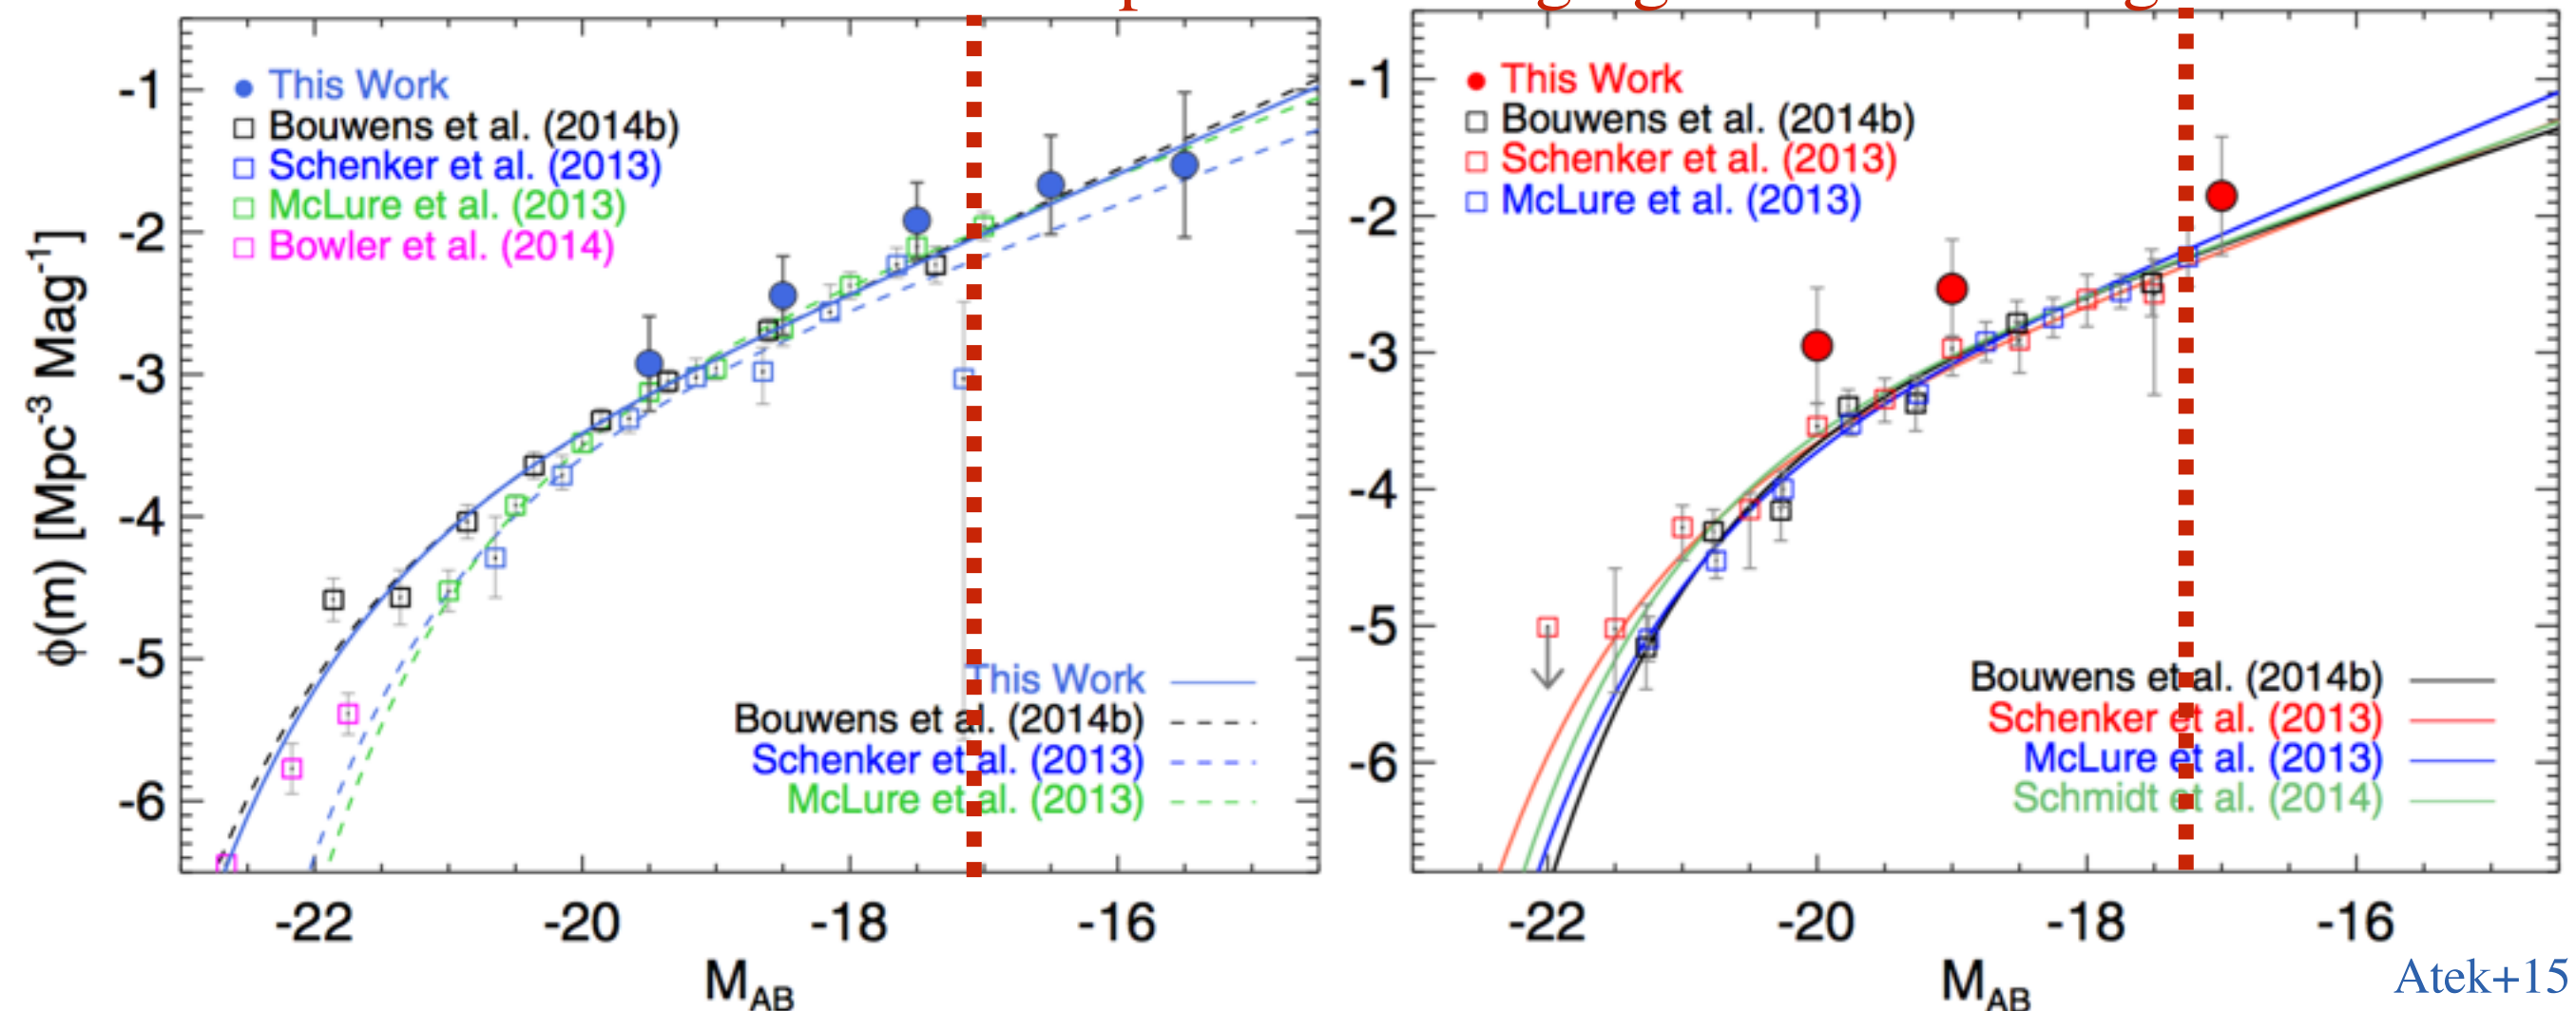 -1
-2
-3
-4
-5
-6
ϕ(m) [Mpc⁻³ Mag⁻¹]
This Work
Bouwens et al. (2014b)
Schenker et al. (2013)
McLure et al. (2013)
Bowler et al. (2014)
This Work
Bouwens et al. (2014b)
Schenker et al. (2013)
McLure et al. (2013)
-22 -20 -18 -16
M_AB
-1
-2
-3
-4
-5
-6
This Work
Bouwens et al. (2014b)
Schenker et al. (2013)
McLure et al. (2013)
Bouwens et al. (2014b)
Schenker et al. (2013)
McLure et al. (2013)
Schmidt et al. (2014)
-22 -20 -18 -16
M_AB
Atek+15